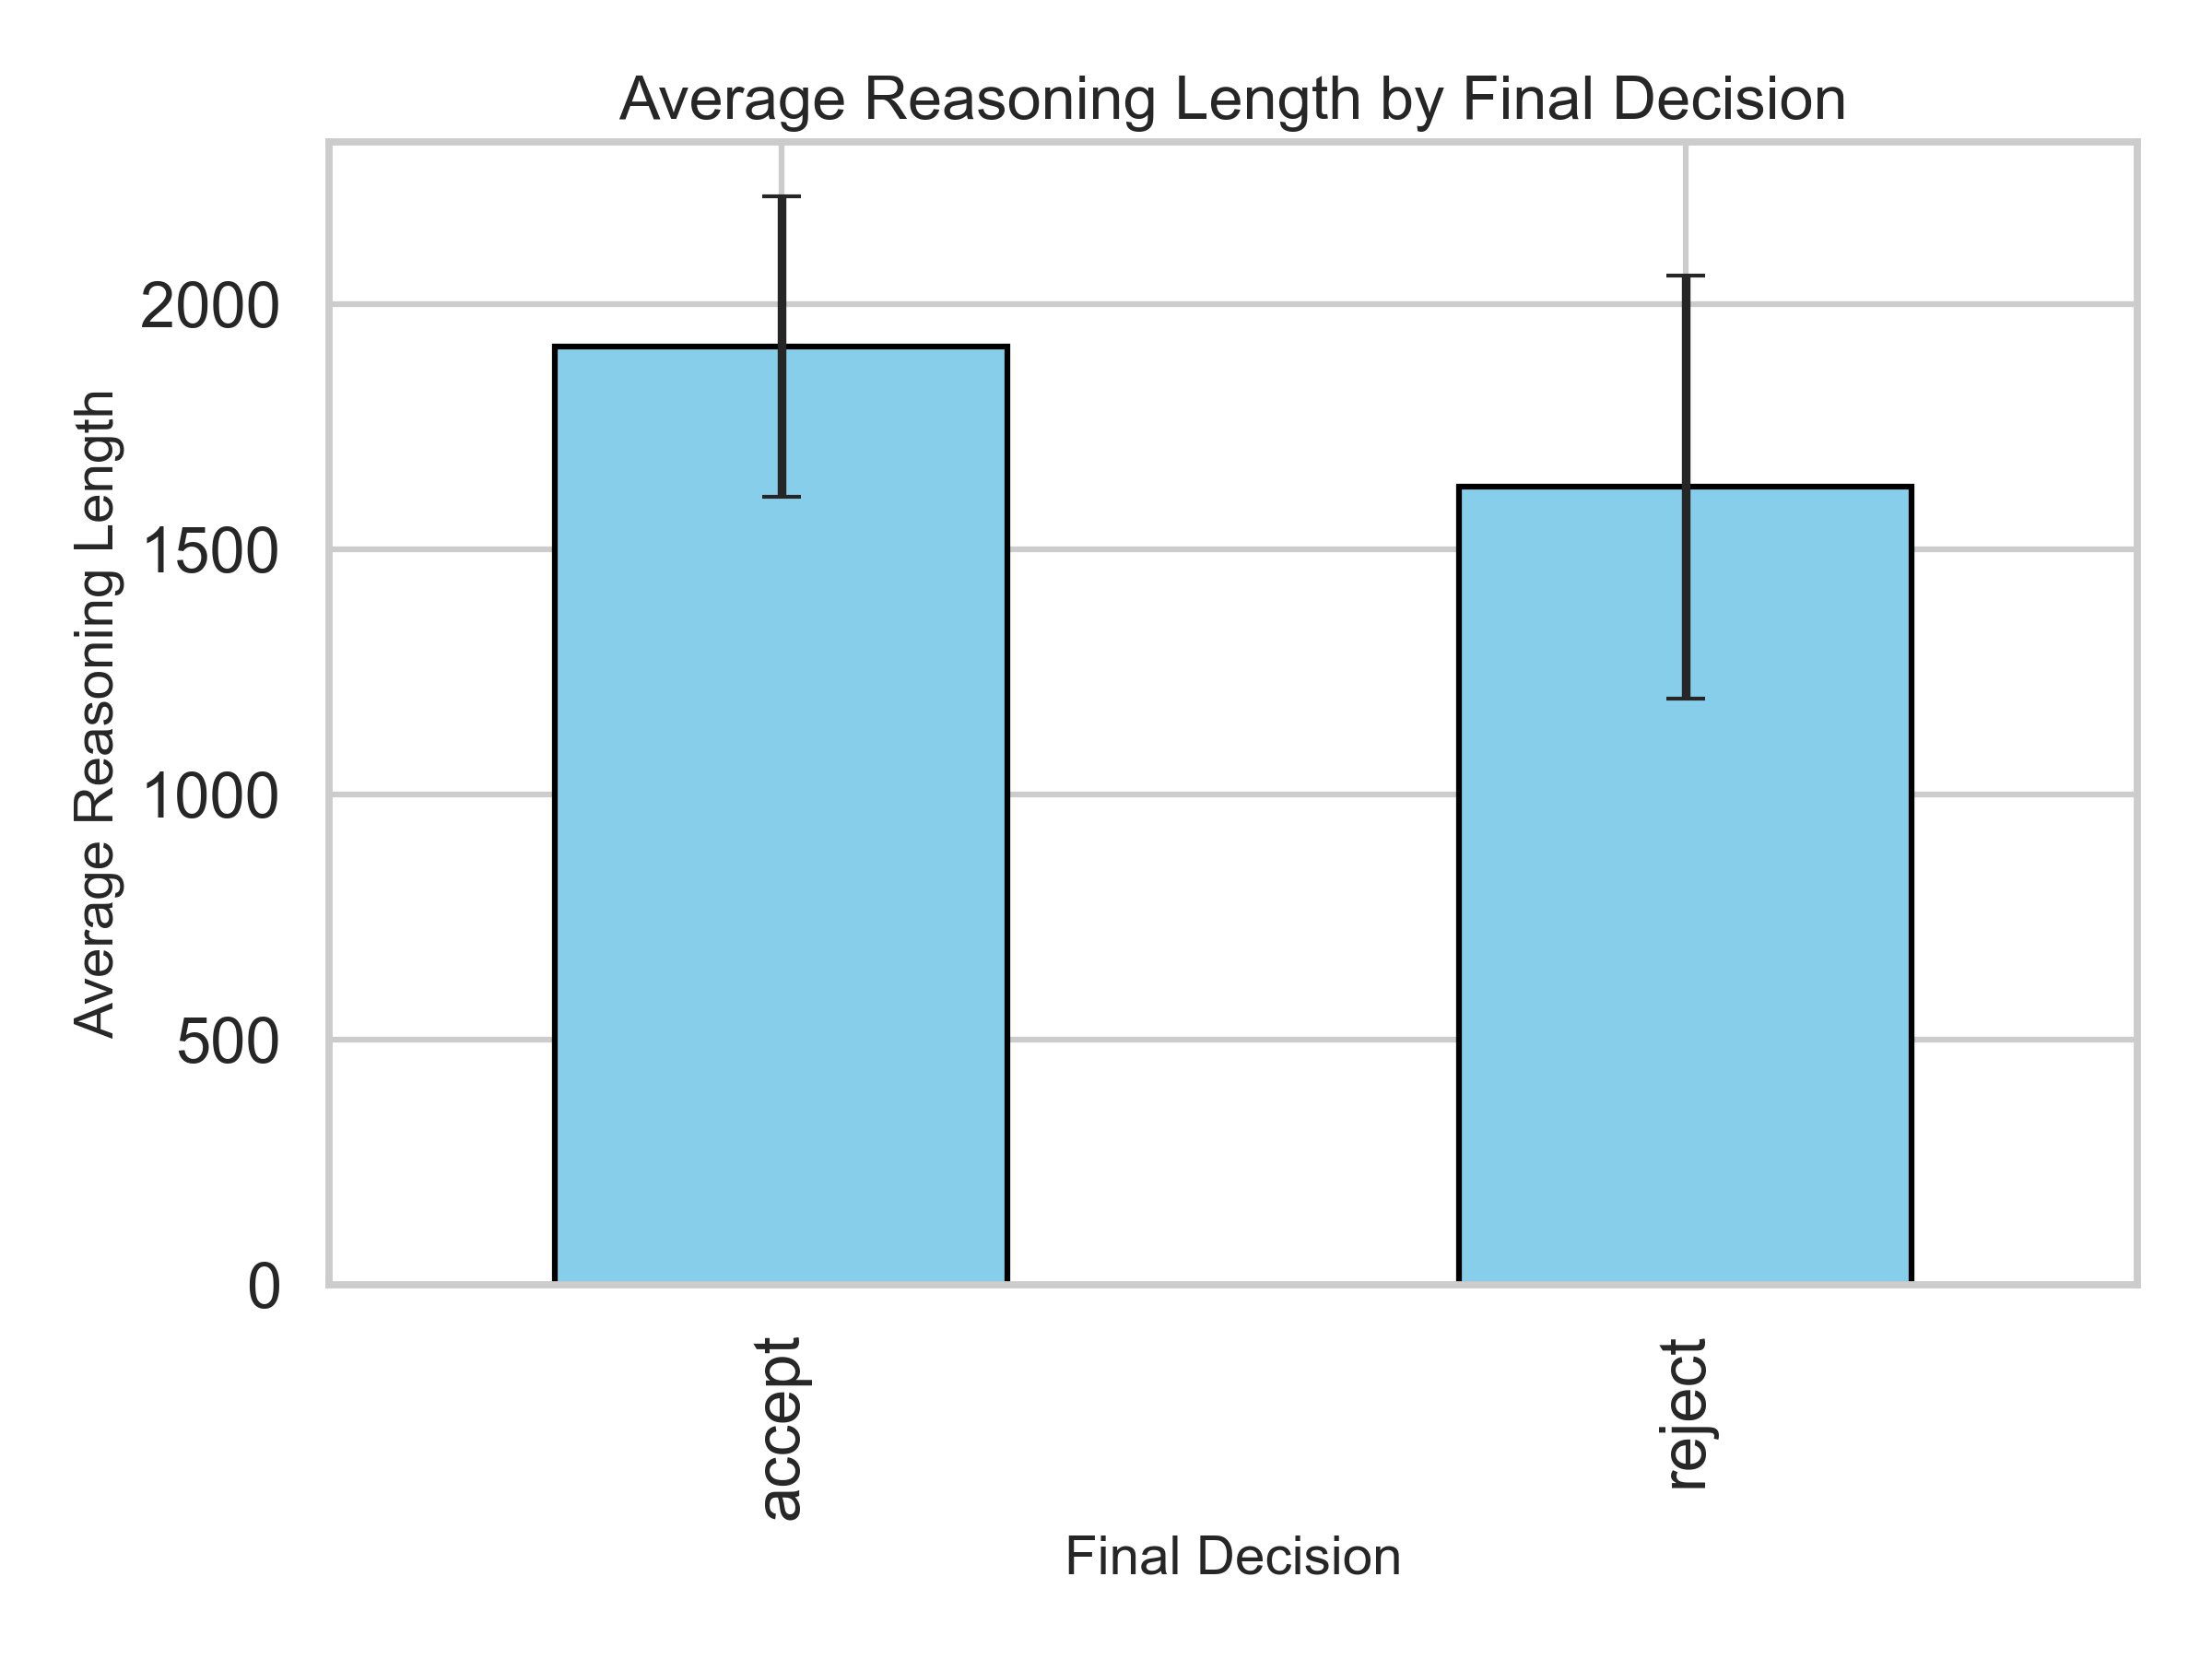 Average Reasoning Length by Final Decision
Average Reasoning Length
2000
1500
1000
500
0
accept
reject
Final Decision